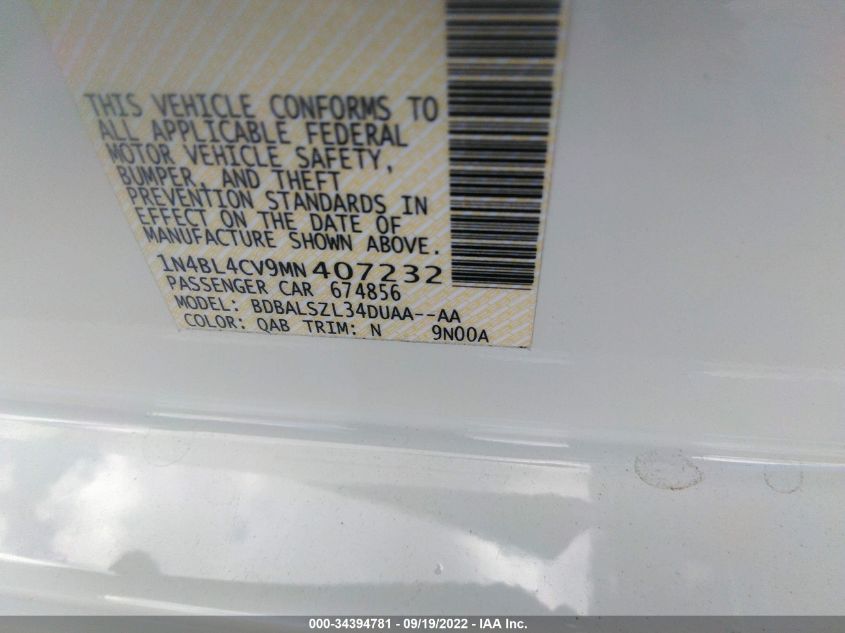 THIS VEHICLE CONFORMS TO
ALL APPLICABLE FEDERAL
MOTOR VEHICLE SAFETY,
BUMPER, AND THEFT
PREVENTION STANDARDS IN
EFFECT ON THE DATE OF
MANUFACTURE SHOWN ABOVE.
1N4BL4CV9MN407232
PASSENGER CAR 674856
MODEL: BDBALSZL34DUAA--AA
COLOR: QAB TRIM: N 9N00A
000-34394781 - 09/19/2022 - IAA Inc.